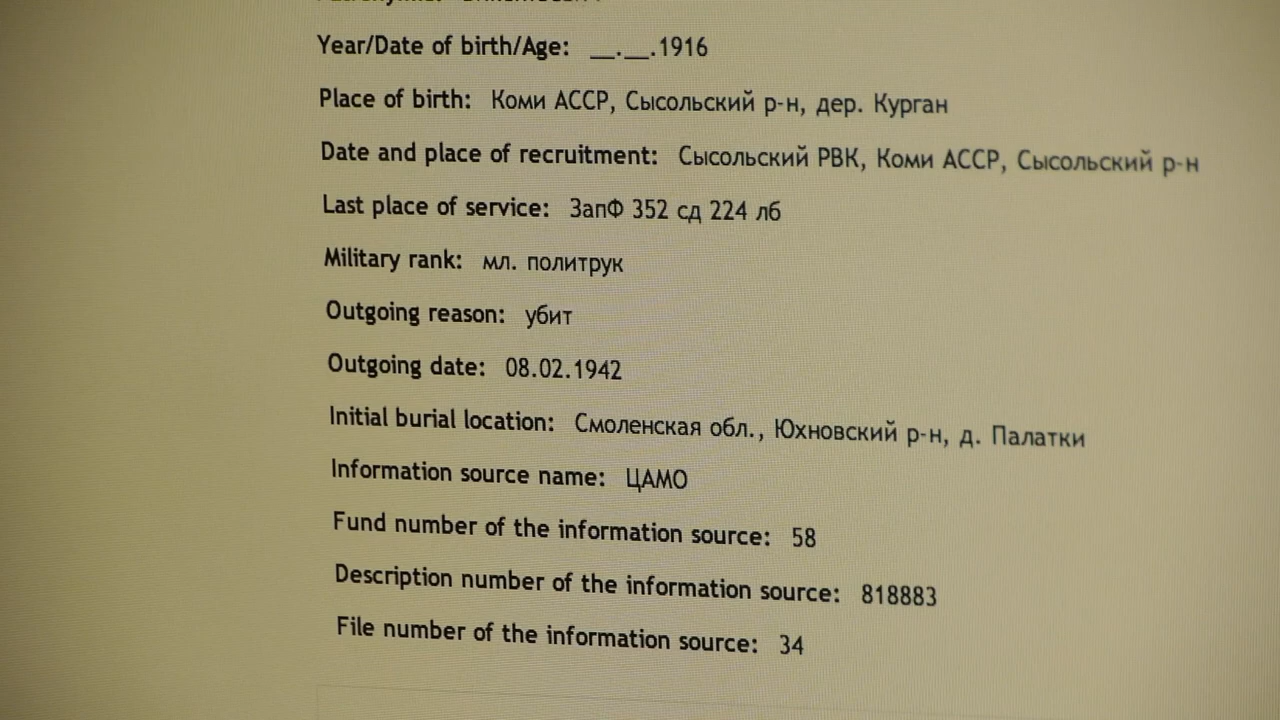 Year/Date of birth/Age: __.__.1916
Place of birth: Коми АССР, Сысольский р-н, дер. Курган
Date and place of recruitment: Сысольский РВК, Коми АССР, Сысольский р-н
Last place of service: ЗапФ 352 сд 224 лб
Military rank: мл. политрук
Outgoing reason: убит
Outgoing date: 08.02.1942
Initial burial location: Смоленская обл., Юхновский р-н, д. Палатки
Information source name: ЦАМО
Fund number of the information source: 58
Description number of the information source: 818883
File number of the information source: 34